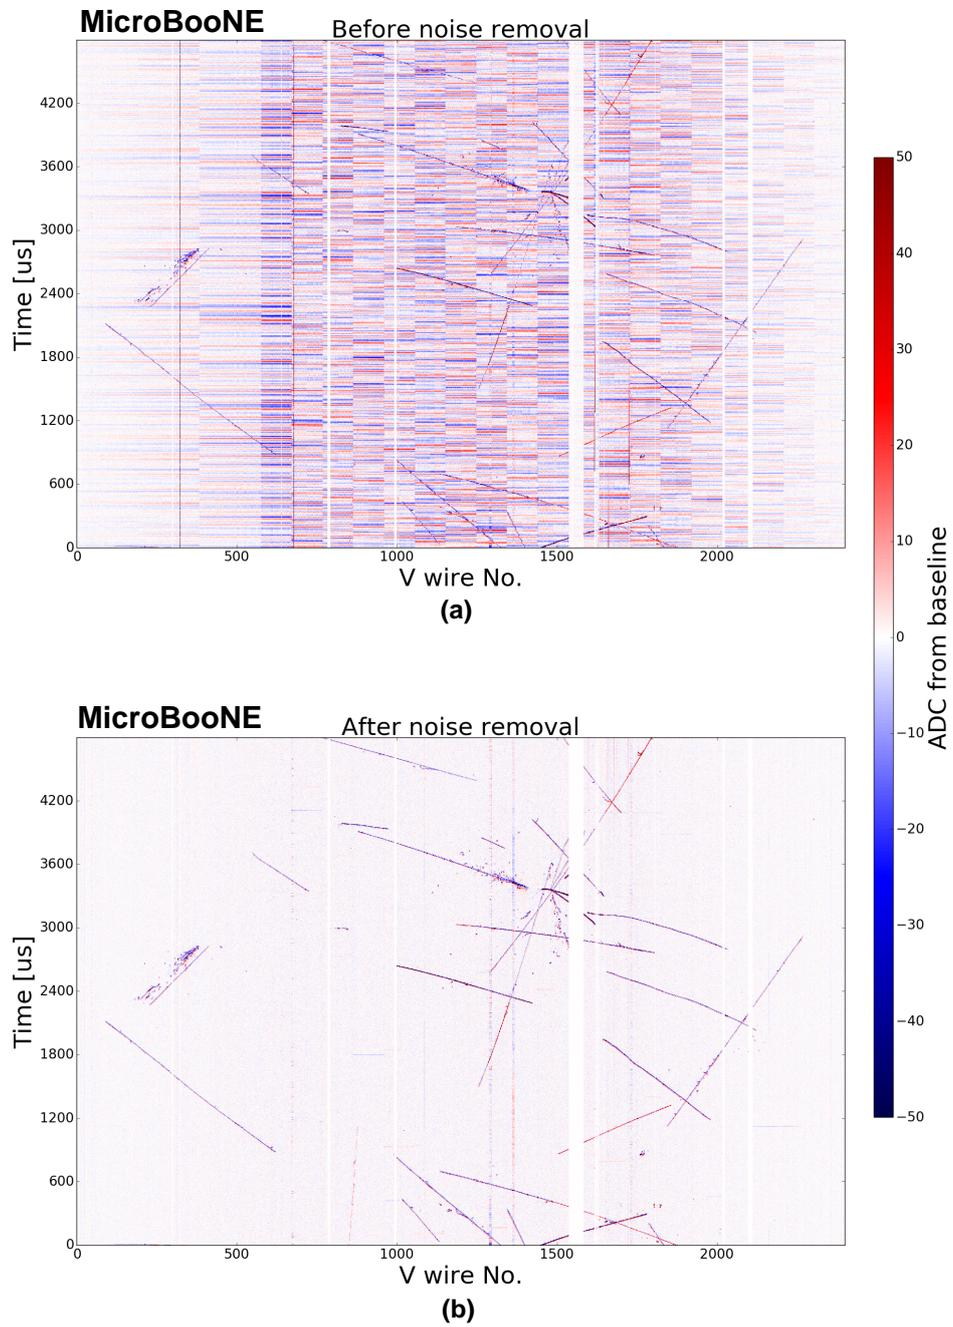 MicroBooNE
Before noise removal
Time [us]
4200
3600
3000
2400
1800
1200
600
0
0 500 1000 1500 2000
V wire No.
(a)
MicroBooNE
After noise removal
Time [us]
4200
3600
3000
2400
1800
1200
600
0
0 500 1000 1500 2000
V wire No.
(b)
50
40
30
20
10
0
−10
−20
−30
−40
−50
ADC from baseline